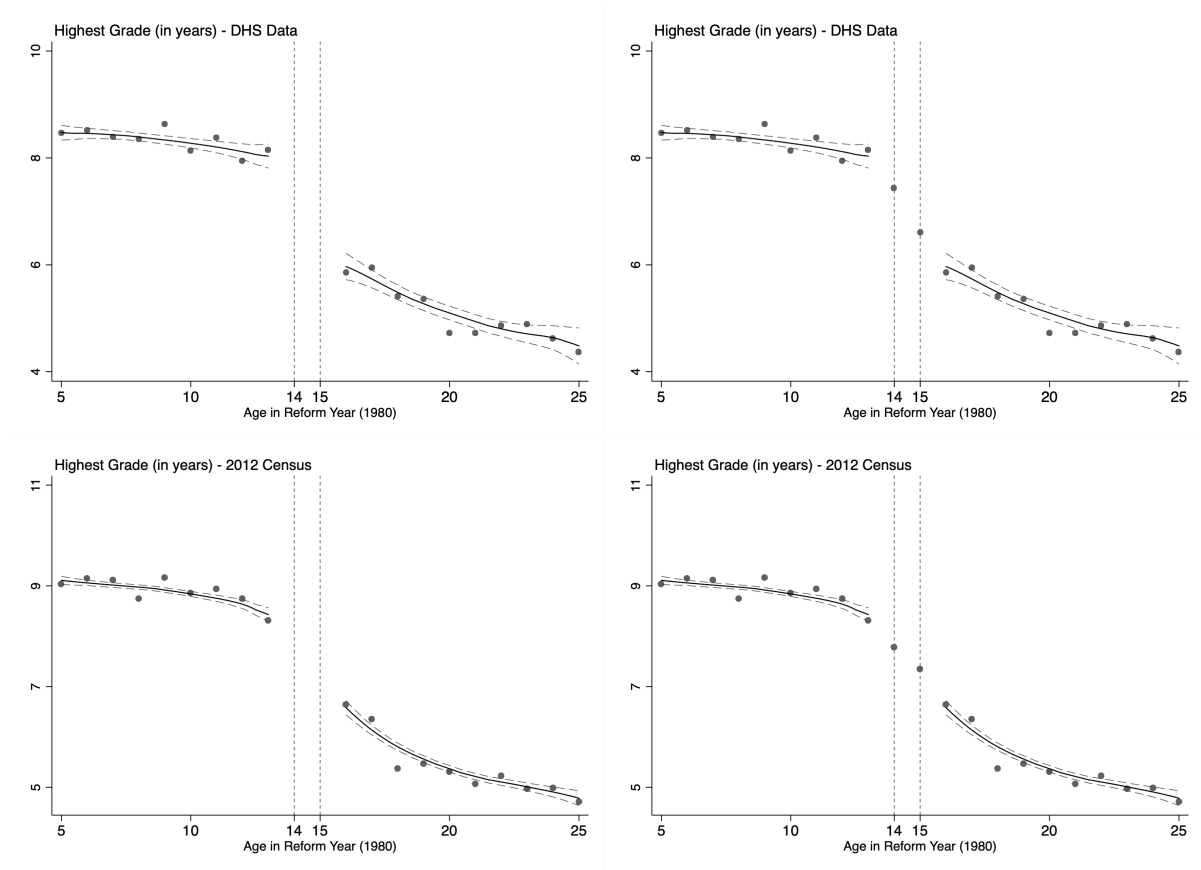 Highest Grade (in years) - DHS Data
10
8
6
4
5 10 14 15 20 25
Age in Reform Year (1980)
Highest Grade (in years) - DHS Data
10
8
6
4
5 10 14 15 20 25
Age in Reform Year (1980)
Highest Grade (in years) - 2012 Census
11
9
7
5
5 10 14 15 20 25
Age in Reform Year (1980)
Highest Grade (in years) - 2012 Census
11
9
7
5
5 10 14 15 20 25
Age in Reform Year (1980)